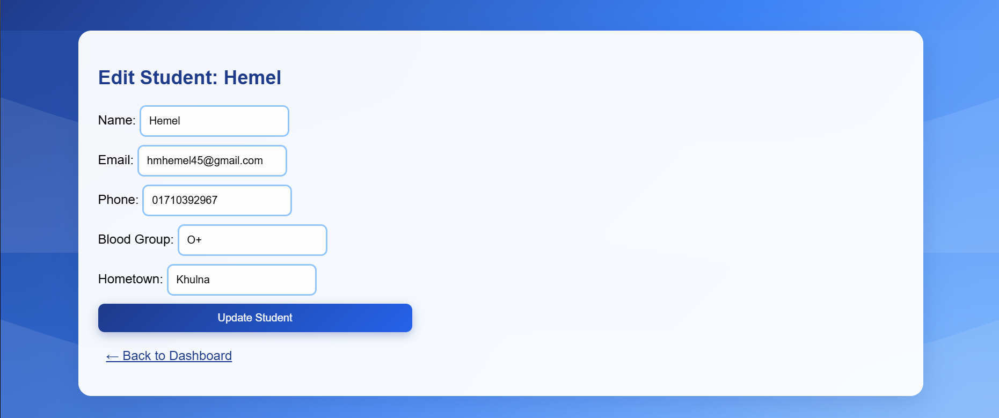 Edit Student: Hemel
Name: Hemel
Email: hmhemel45@gmail.com
Phone: 01710392967
Blood Group: O+
Hometown: Khulna
Update Student
← Back to Dashboard